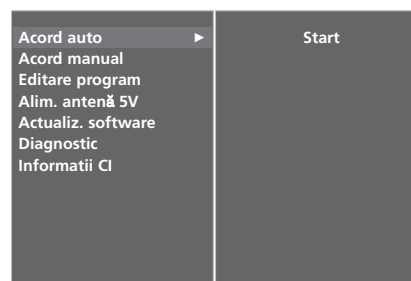 Acord auto ► Start
Acord manual
Editare program
Alim. antenă 5V
Actualiz. software
Diagnostic
Informatii CI